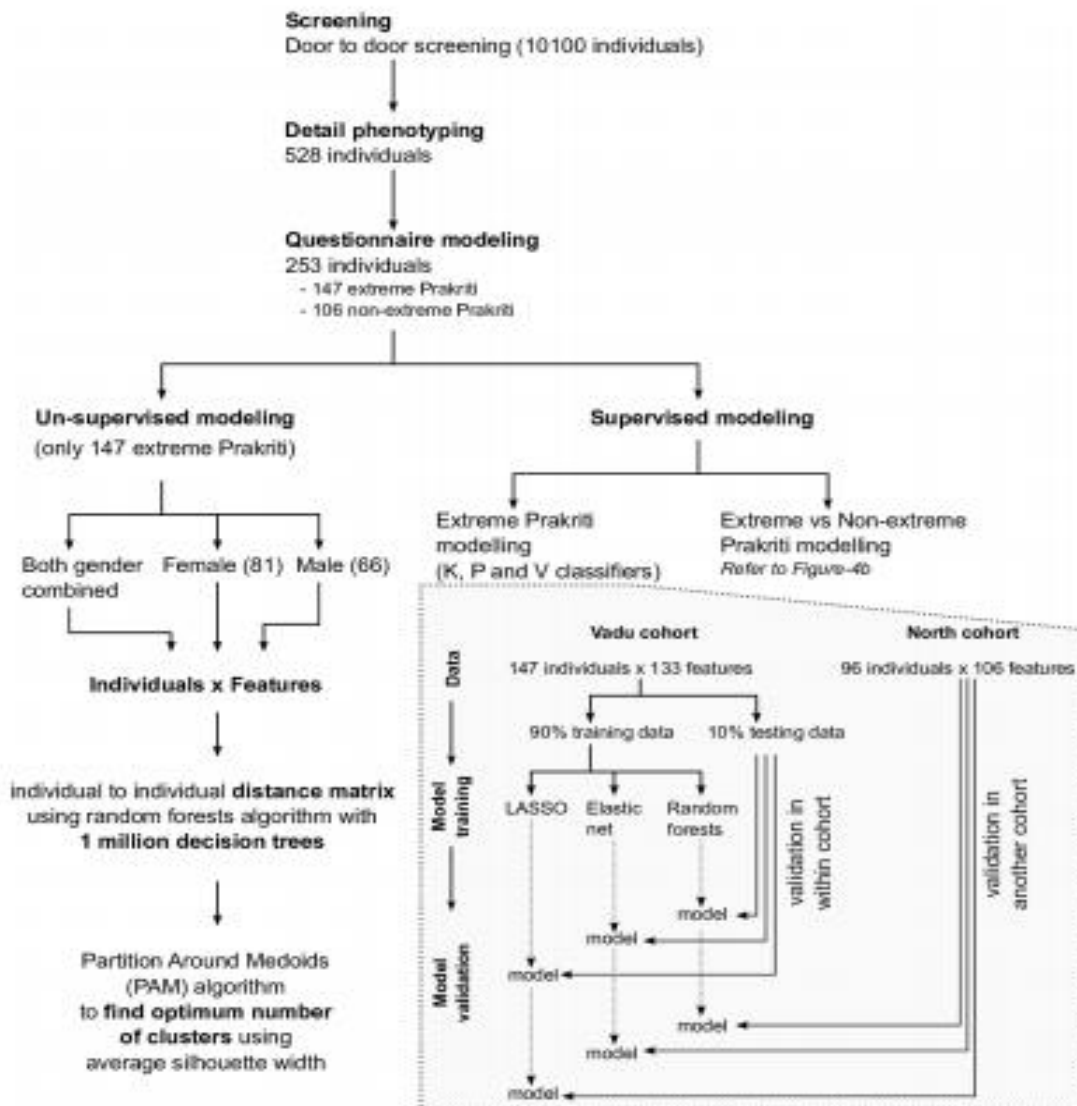 Screening
Door to door screening (10100 individuals)
Detail phenotyping
528 individuals
Questionnaire modeling
253 individuals
- 147 extreme Prakriti
- 106 non-extreme Prakriti
Un-supervised modeling
(only 147 extreme Prakriti)
Both gender
combined
Female (81)
Male (66)
Individuals x Features
individual to individual distance matrix
using random forests algorithm with
1 million decision trees
Partition Around Medoids
(PAM) algorithm
to find optimum number
of clusters using
average silhouette width
Supervised modeling
Extreme Prakriti
modelling
(K, P and V classifiers)
Extreme vs Non-extreme
Prakriti modelling
Refer to Figure-4b
Data
Model
training
Model
validation
Vadu cohort
147 individuals x 133 features
90% training data
10% testing data
LASSO
Elastic
net
Random
forests
model
model
model
validation in
within cohort
North cohort
96 individuals x 106 features
validation in
another cohort
model
model
model